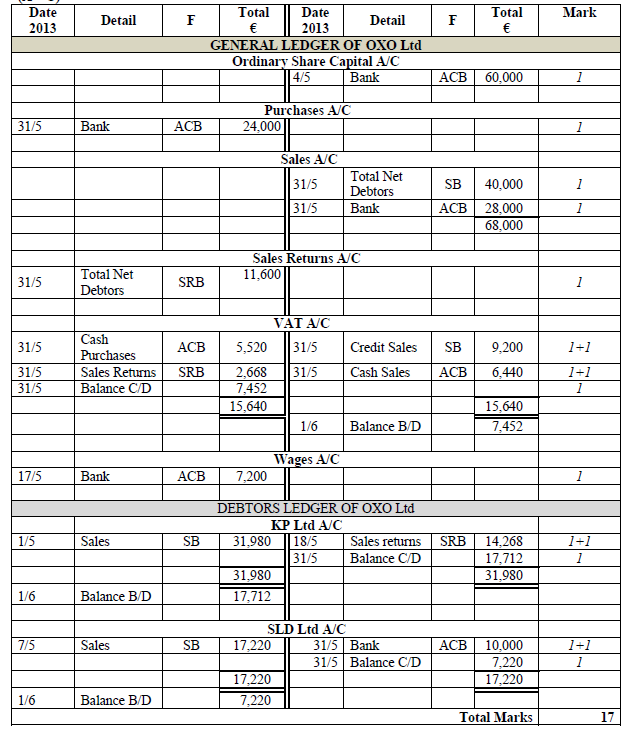 Date 2013 Detail F Total € Date 2013 Detail F Total € Mark
GENERAL LEDGER OF OXO Ltd
Ordinary Share Capital A/C
4/5 Bank ACB 60,000 1
Purchases A/C
31/5 Bank ACB 24,000 1
Sales A/C
31/5 Total Net Debtors SB 40,000 1
31/5 Bank ACB 28,000 1
68,000
Sales Returns A/C
31/5 Total Net Debtors SRB 11,600 1
VAT A/C
31/5 Cash Purchases ACB 5,520 31/5 Credit Sales SB 9,200 1+1
31/5 Sales Returns SRB 2,668 31/5 Cash Sales ACB 6,440 1+1
31/5 Balance C/D 7,452 1
15,640 15,640
1/6 Balance B/D 7,452
Wages A/C
17/5 Bank ACB 7,200 1
DEBTORS LEDGER OF OXO Ltd
KP Ltd A/C
1/5 Sales SB 31,980 18/5 Sales returns SRB 14,268 1+1
31/5 Balance C/D 17,712 1
31,980 31,980
1/6 Balance B/D 17,712
SLD Ltd A/C
7/5 Sales SB 17,220 31/5 Bank ACB 10,000 1+1
31/5 Balance C/D 7,220 1
17,220 17,220
1/6 Balance B/D 7,220
Total Marks 17